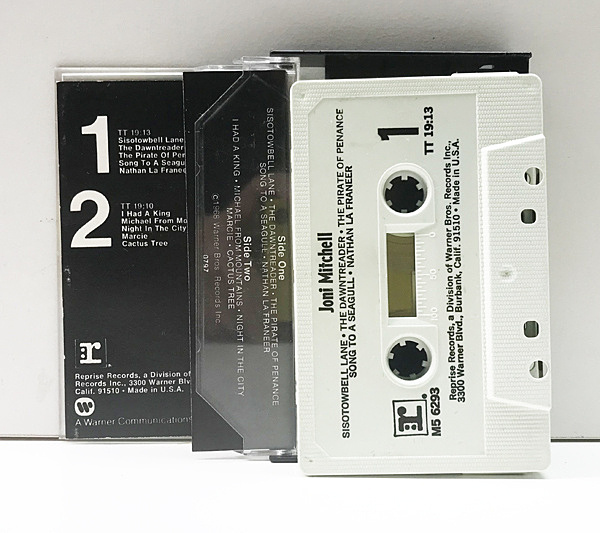 1
TT 19:13
Sisotowbell Lane
The Dawntreader
The Pirate Of Per
Song To A Seagu
Nathan La Franee
2
TT 19:10
I Had A King
Michael From Mo
Night In The City
Marcie
Cactus Tree
r:
Reprise Records, a Division of
Records Inc., 3300 Warner Blv
Calif. 91510 • Made in U.S.A.
A Warner Communications
Side One
SISOTOWBELL LANE • THE DAWNTREADER • THE PIRATE OF PENANCE
SONG TO A SEAGULL • NATHAN LA FRANEER
Side Two
I HAD A KING • MICHAEL FROM MOUNTAINS • NIGHT IN THE CITY
MARCIE • CACTUS TREE
©1968 Warner Bros. Records Inc.
0797
Joni Mitchell
SISOTOWBELL LANE • THE DAWNTREADER • THE PIRATE OF PENANCE
SONG TO A SEAGULL • NATHAN LA FRANEER
1
TT 19:13
r:
M5 6293
Reprise Records, a Division of Warner Bros. Records Inc.,
3300 Warner Blvd., Burbank, Calif. 91510 • Made in U.S.A.